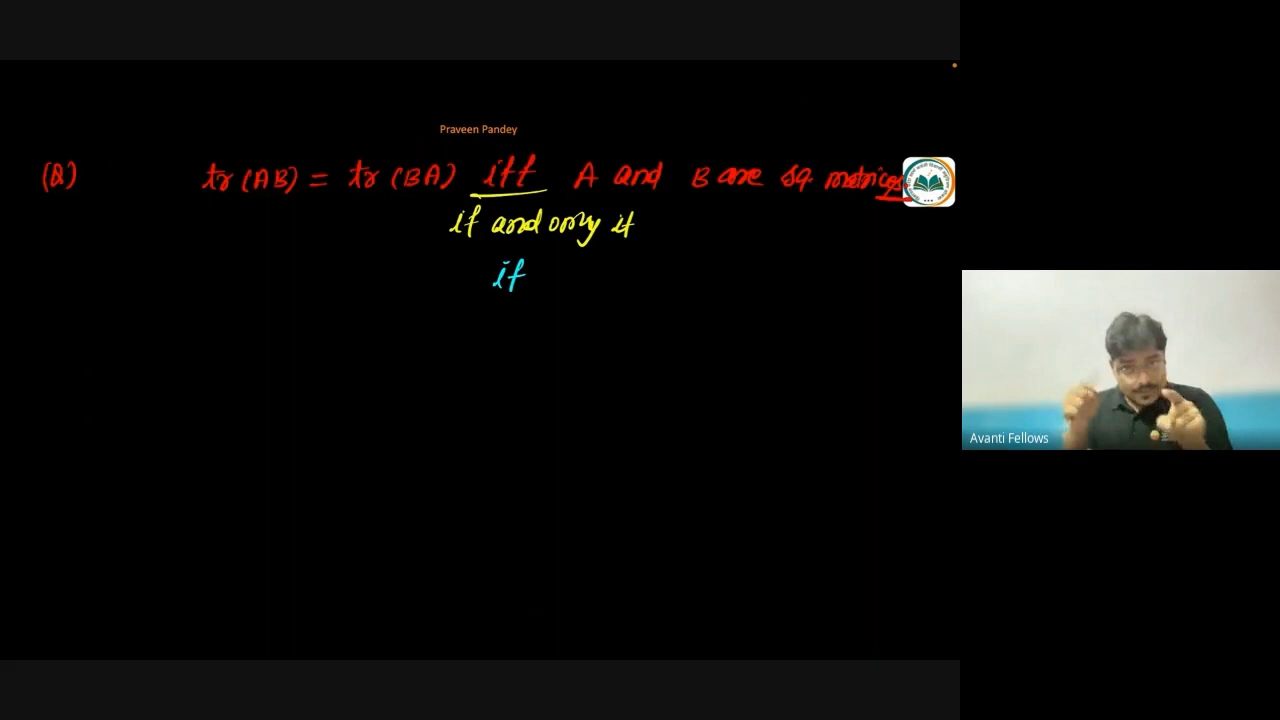 Praveen Pandey
(Q) tr (AB) = tr (BA) iff A and B are sq. matrices.
if and only if
if
Avanti Fellows